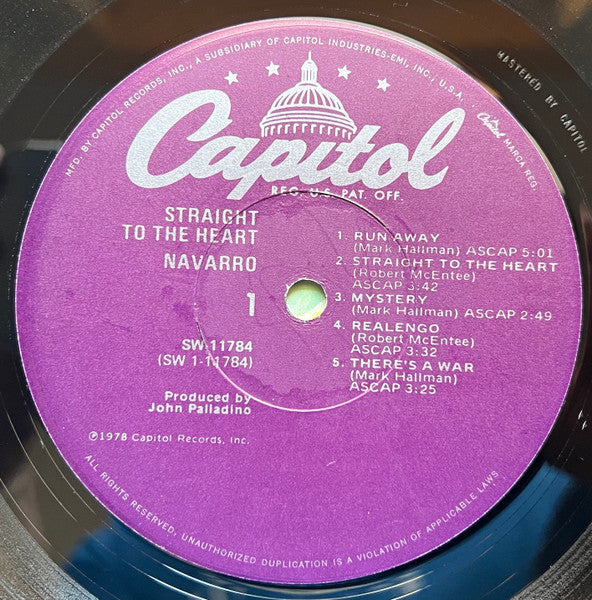 MFD. BY CAPITOL RECORDS, INC., A SUBSIDIARY OF CAPITOL INDUSTRIES-EMI, INC., U.S.A.
Capitol
REG. U.S. PAT. OFF.
Capitol MARCA REG.
MASTERED BY CAPITOL
STRAIGHT
TO THE HEART
NAVARRO
1
SW-11784
(SW 1-11784)
Produced by
John Palladino
℗1978 Capitol Records, Inc.
1. RUN AWAY
(Mark Hallman) ASCAP 5:01
2. STRAIGHT TO THE HEART
(Robert McEntee)
ASCAP 3:42
3. MYSTERY
(Mark Hallman) ASCAP 2:49
4. REALENGO
(Robert McEntee)
ASCAP 3:32
5. THERE'S A WAR
(Mark Hallman)
ASCAP 3:25
ALL RIGHTS RESERVED. UNAUTHORIZED DUPLICATION IS A VIOLATION OF APPLICABLE LAWS